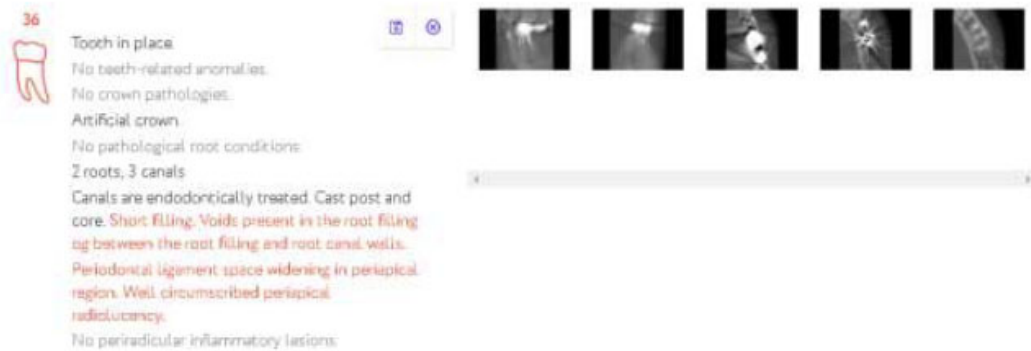 36
Tooth in place.
No teeth-related anomalies.
No crown pathologies.
Artificial crown.
No pathological root conditions
2 roots, 3 canals
Canals are endodontically treated. Cast post and
core. Short filling. Voids present in the root filling
og between the root filling and root canal walls.
Periodontal ligament space widening in periapical
region. Well circumscribed periapical
radiolucency.
No periradicular inflammatory lesions.